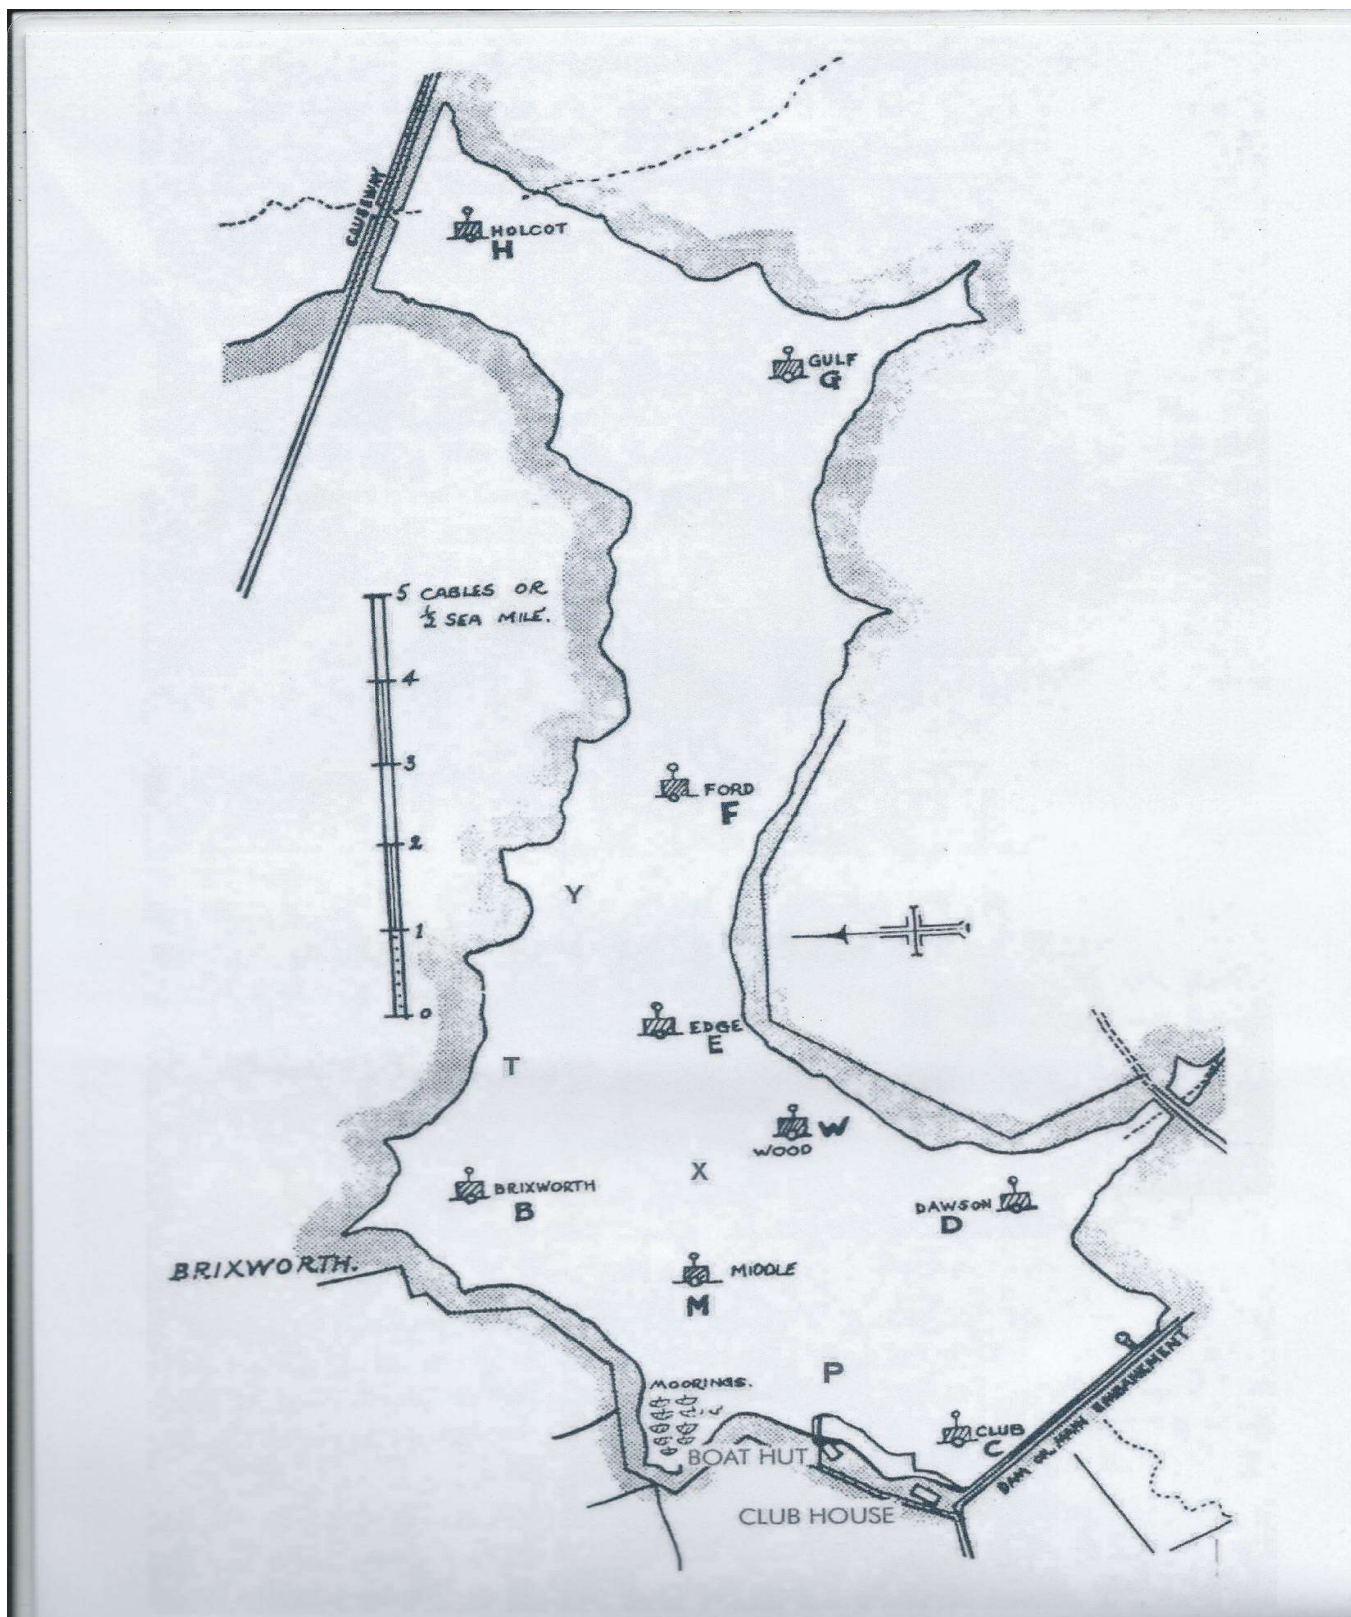 CAUSEWAY
HOLCOT
H
GULF
G
5 CABLES OR
½ SEA MILE.
4
3
FORD
F
2
Y
1
0
EDGE
E
T
W
WOOD
X
BRIXWORTH
B
DAWSON
D
BRIXWORTH.
MIDDLE
M
P
MOORINGS.
CLUB
C
BOAT HUT
DAM OR MAIN EMBANKMENT
CLUB HOUSE